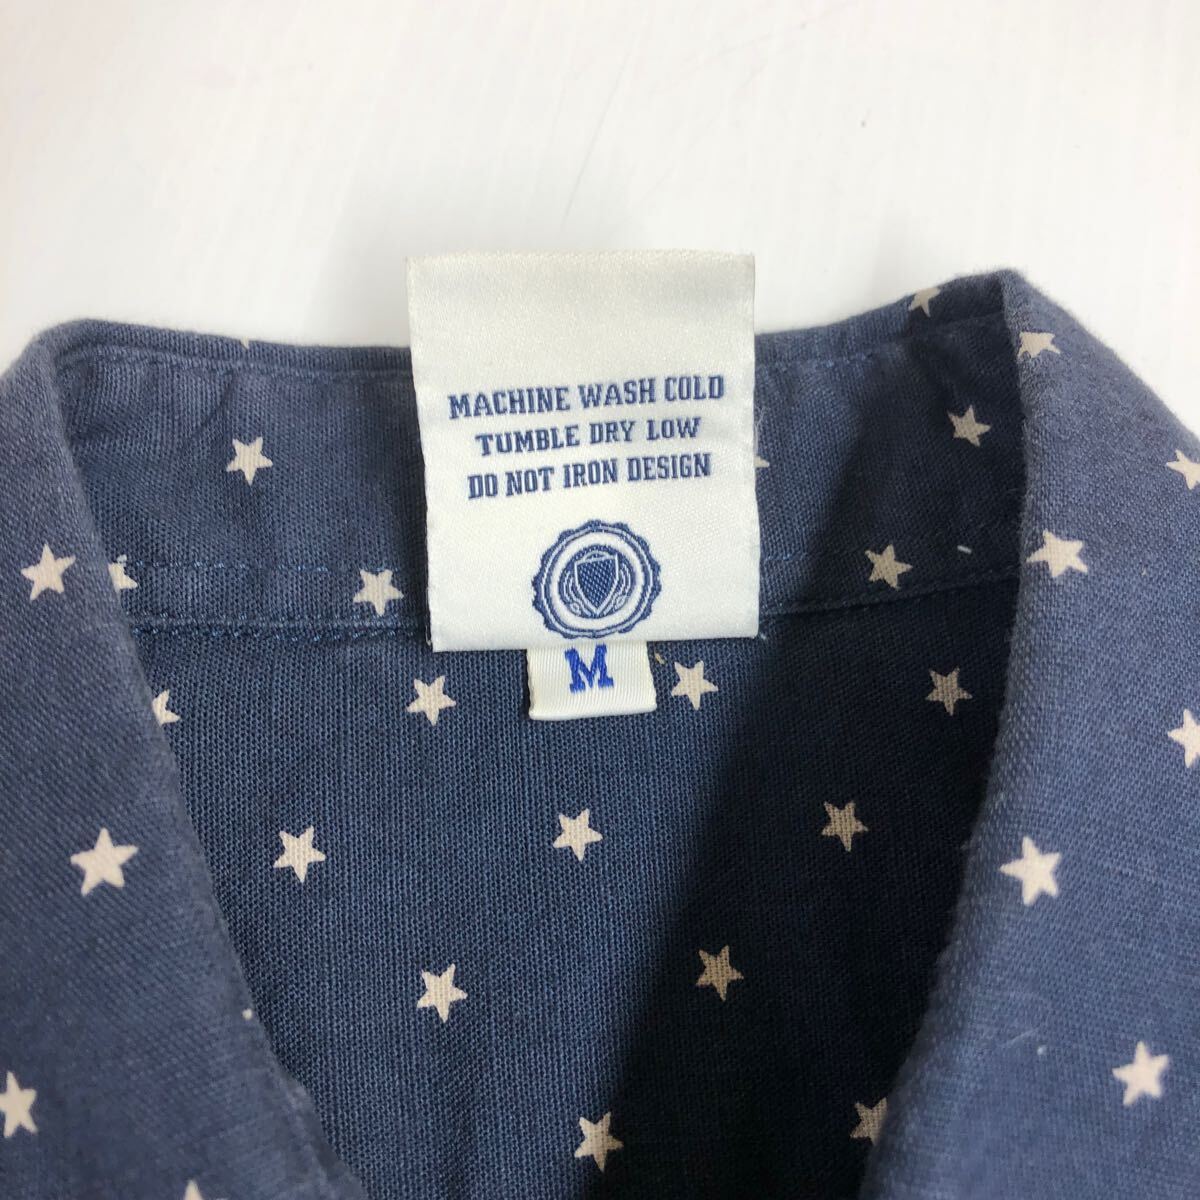 MACHINE WASH COLD
TUMBLE DRY LOW
DO NOT IRON DESIGN
M